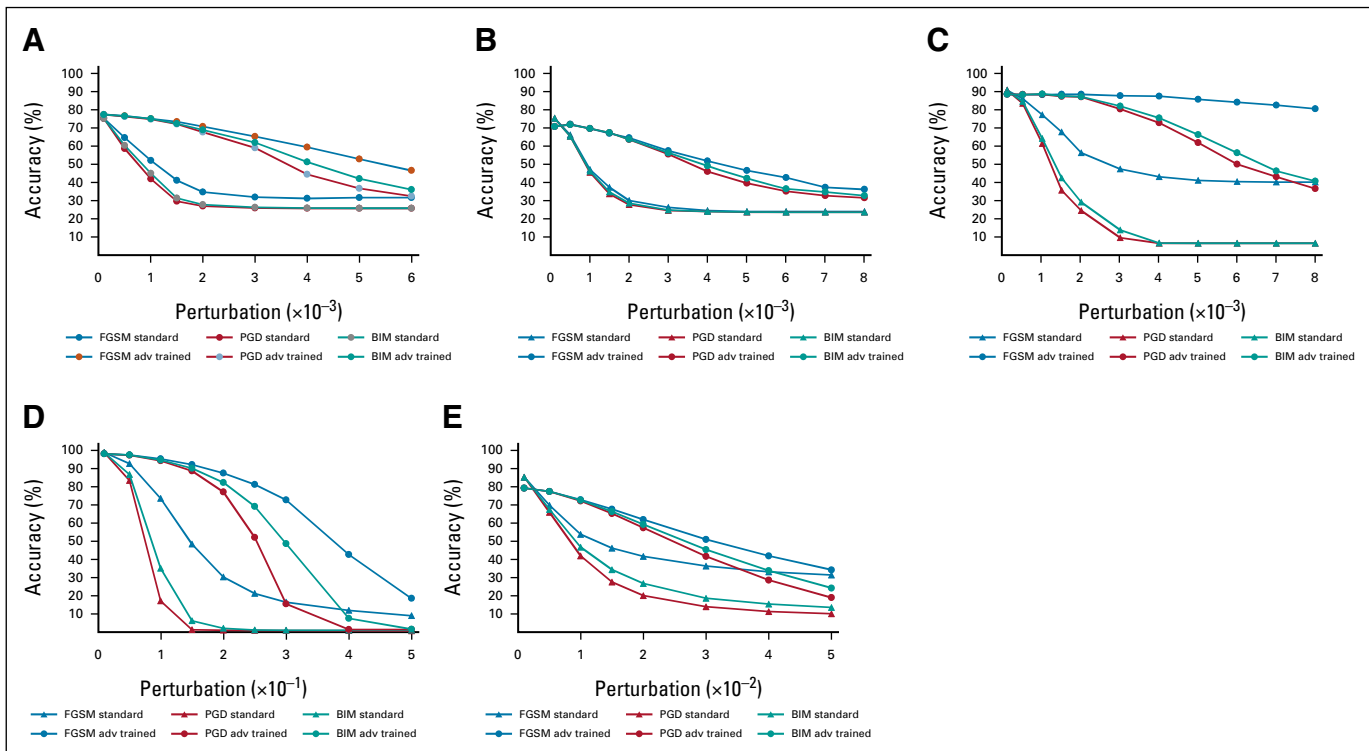 A
Accuracy (%)
100
90
80
70
60
50
40
30
20
10
0 1 2 3 4 5 6
Perturbation (×10–3)
FGSM standard PGD standard BIM standard
FGSM adv trained PGD adv trained BIM adv trained
B
Accuracy (%)
100
90
80
70
60
50
40
30
20
10
0 1 2 3 4 5 6 7 8
Perturbation (×10–3)
FGSM standard PGD standard BIM standard
FGSM adv trained PGD adv trained BIM adv trained
C
Accuracy (%)
100
90
80
70
60
50
40
30
20
10
0 1 2 3 4 5 6 7 8
Perturbation (×10–3)
FGSM standard PGD standard BIM standard
FGSM adv trained PGD adv trained BIM adv trained
D
Accuracy (%)
100
90
80
70
60
50
40
30
20
10
0 1 2 3 4 5
Perturbation (×10–1)
FGSM standard PGD standard BIM standard
FGSM adv trained PGD adv trained BIM adv trained
E
Accuracy (%)
100
90
80
70
60
50
40
30
20
10
0 1 2 3 4 5
Perturbation (×10–2)
FGSM standard PGD standard BIM standard
FGSM adv trained PGD adv trained BIM adv trained